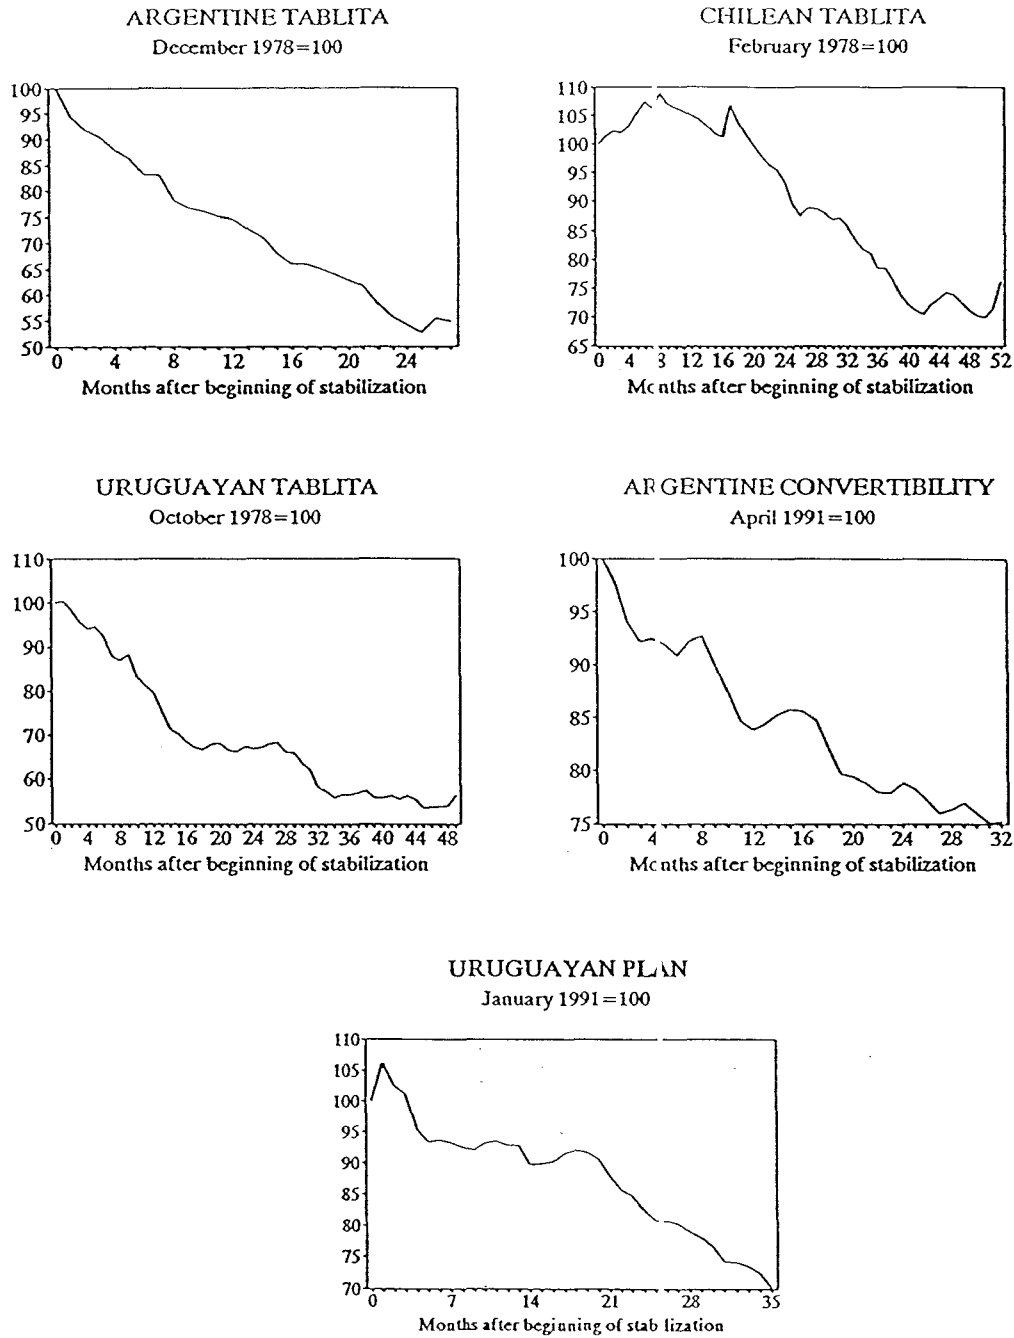 ARGENTINE TABLITA
December 1978=100
100
95
90
85
80
75
70
65
60
55
50
0 4 8 12 16 20 24
Months after beginning of stabilization
CHILEAN TABLITA
February 1978=100
110
105
100
95
90
85
80
75
70
65
0 4 8 12 16 20 24 28 32 36 40 44 48 52
Months after beginning of stabilization
URUGUAYAN TABLITA
October 1978=100
110
100
90
80
70
60
50
0 4 8 12 16 20 24 28 32 36 40 44 48
Months after beginning of stabilization
ARGENTINE CONVERTIBILITY
April 1991=100
100
95
90
85
80
75
0 4 8 12 16 20 24 28 32
Months after beginning of stabilization
URUGUAYAN PLAN
January 1991=100
110
105
100
95
90
85
80
75
70
0 7 14 21 28 35
Months after beginning of stabilization